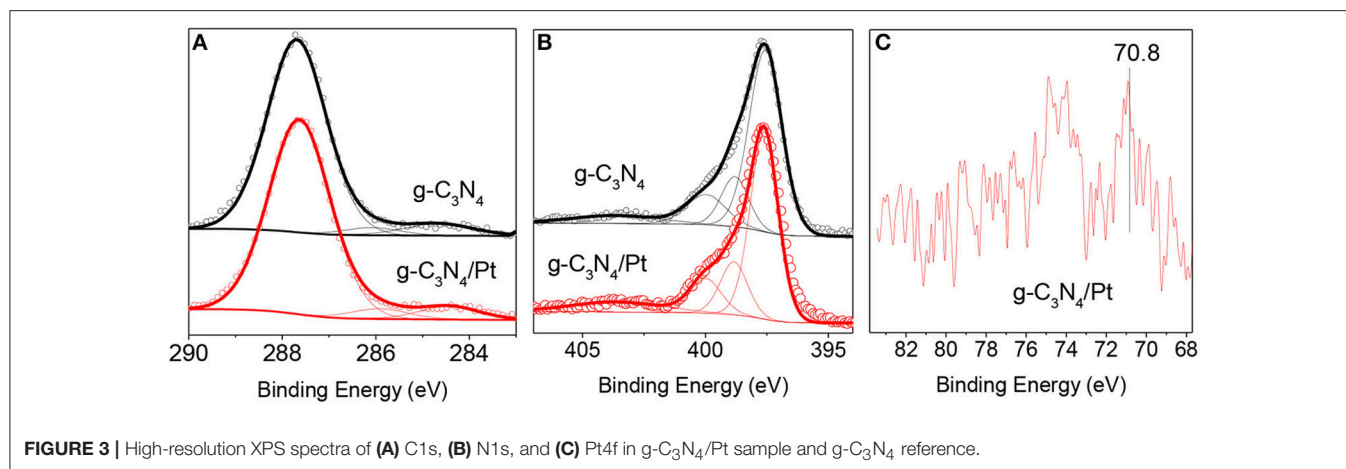 A
g-C₃N₄
g-C₃N₄/Pt
290 288 286 284
Binding Energy (eV)
B
g-C₃N₄
g-C₃N₄/Pt
405 400 395
Binding Energy (eV)
C
70.8
g-C₃N₄/Pt
82 80 78 76 74 72 70 68
Binding Energy (eV)
FIGURE 3 | High-resolution XPS spectra of (A) C1s, (B) N1s, and (C) Pt4f in g-C₃N₄/Pt sample and g-C₃N₄ reference.